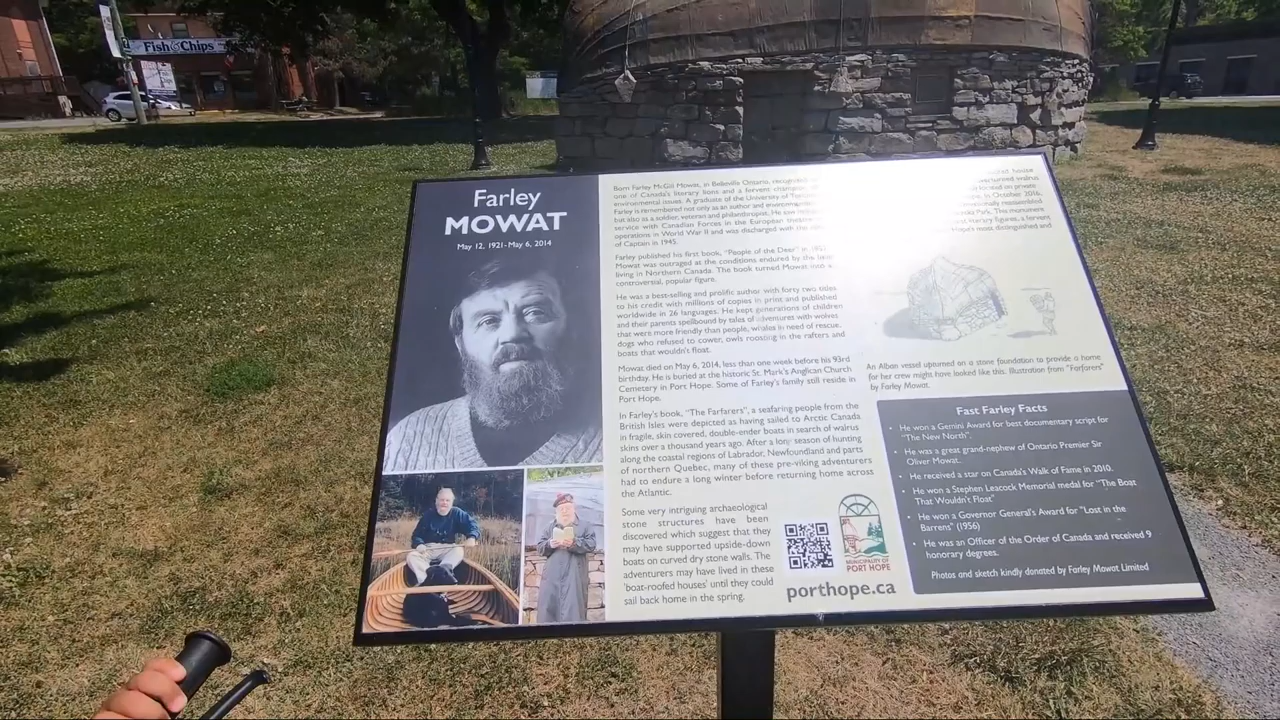 Fish & Chips
Farley
MOWAT
May 12, 1921- May 6, 2014
Born Farley McGill Mowat, in Belleville Ontario, recognized
one of Canada's literary lions and a fervent champion
environmental issues. A graduate of the University of
Farley is remembered not only as an author and
but also as a soldier, veteran and philanthropist. He saw
service with Canadian Forces in the European
operations in World War II and was discharged with the
of Captain in 1945.
Farley published his first book, "People of the Deer" in
Mowat was outraged at the conditions endured by the
living in Northern Canada. The book turned Mowat into a
controversial, popular figure.
He was a best-selling and prolific author with forty two titles
to his credit with millions of copies in print and published
worldwide in 26 languages. He kept generations of children
and their parents spellbound by tales of adventures with wolves
that were more friendly than people, whales in need of rescue,
dogs who refused to cower, owls roosting in the rafters and
boats that wouldn't float.
Mowat died on May 6, 2014, less than one week before his 93rd
birthday. He is buried at the historic St. Mark's Anglican Church
Cemetery in Port Hope. Some of Farley's family still reside in
Port Hope.
In Farley's book, "The Farfarers", a seafaring people from the
British Isles were depicted as having sailed to Arctic Canada
in fragile, skin covered, double-ender boats in search of walrus
skins over a thousand years ago. After a long season of hunting
along the coastal regions of Labrador, Newfoundland and parts
of northern Quebec, many of these pre-viking adventurers
had to endure a long winter before returning home across
the Atlantic.
Some very intriguing archaeological
stone structures have been
discovered which suggest that they
may have supported upside-down
boats on curved dry stone walls. The
adventurers may have lived in these
'boat-roofed houses' until they could
sail back home in the spring.
house
walrus
located on private
in October 2016,
reassembled
Park. This monument
literary figures, a fervent
most distinguished and
An Alban vessel upturned on a stone foundation to provide a home
for her crew might have looked like this. Illustration from "Farfarers"
by Farley Mowat.
MUNICIPALITY OF
PORT HOPE
porthope.ca
Fast Farley Facts
• He won a Gemini Award for best documentary script for
"The New North".
• He was a great grand-nephew of Ontario Premier Sir
Oliver Mowat.
• He received a star on Canada's Walk of Fame in 2010.
• He won a Stephen Leacock Memorial medal for "The Boat
That Wouldn't Float"
• He won a Governor General's Award for "Lost in the
Barrens" (1956)
• He was an Officer of the Order of Canada and received 9
honorary degrees.
Photos and sketch kindly donated by Farley Mowat Limited